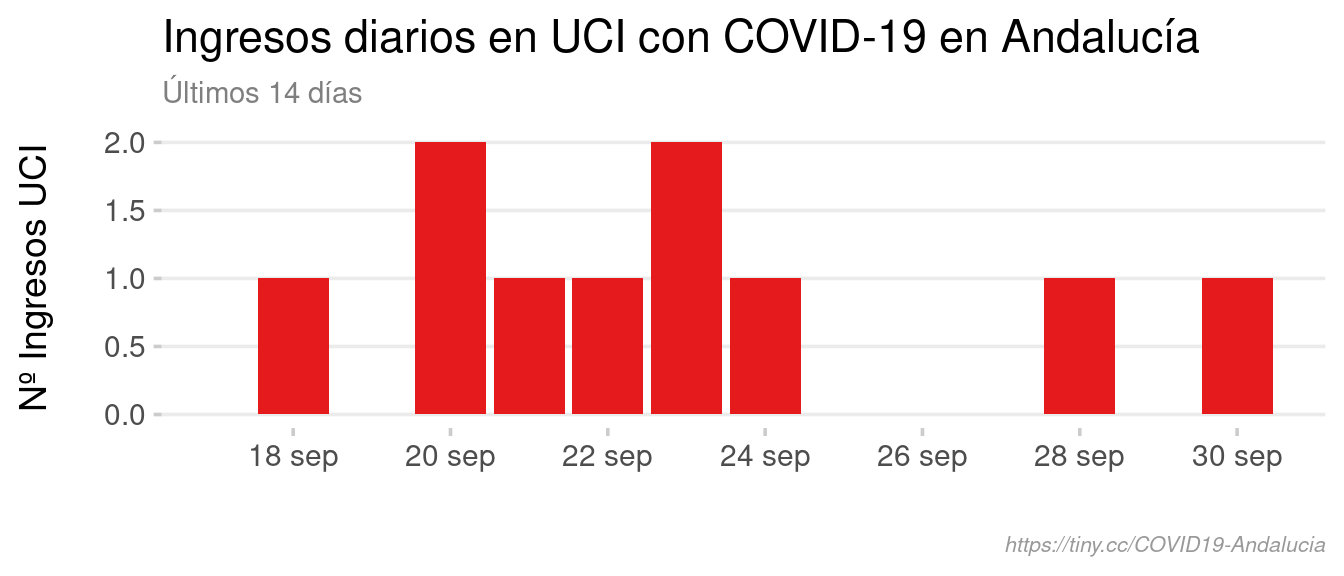 Ingresos diarios en UCI con COVID-19 en Andalucía
Últimos 14 días
Nº Ingresos UCI
2.0
1.5
1.0
0.5
0.0
18 sep 20 sep 22 sep 24 sep 26 sep 28 sep 30 sep
https://tiny.cc/COVID19-Andalucia